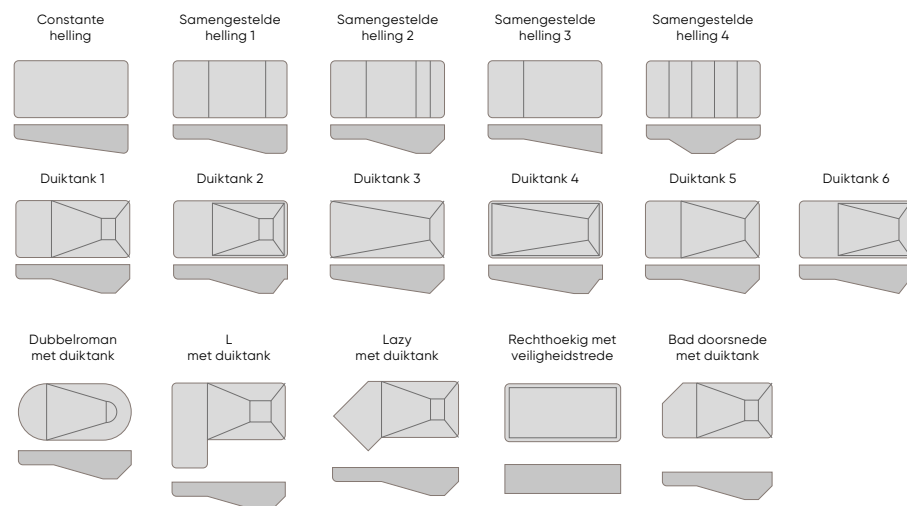 Constante
helling
Samengestelde
helling 1
Samengestelde
helling 2
Samengestelde
helling 3
Samengestelde
helling 4
Duiktank 1
Duiktank 2
Duiktank 3
Duiktank 4
Duiktank 5
Duiktank 6
Dubbelroman
met duiktank
L
met duiktank
Lazy
met duiktank
Rechthoekig met
veiligheidstrede
Bad doorsnede
met duiktank